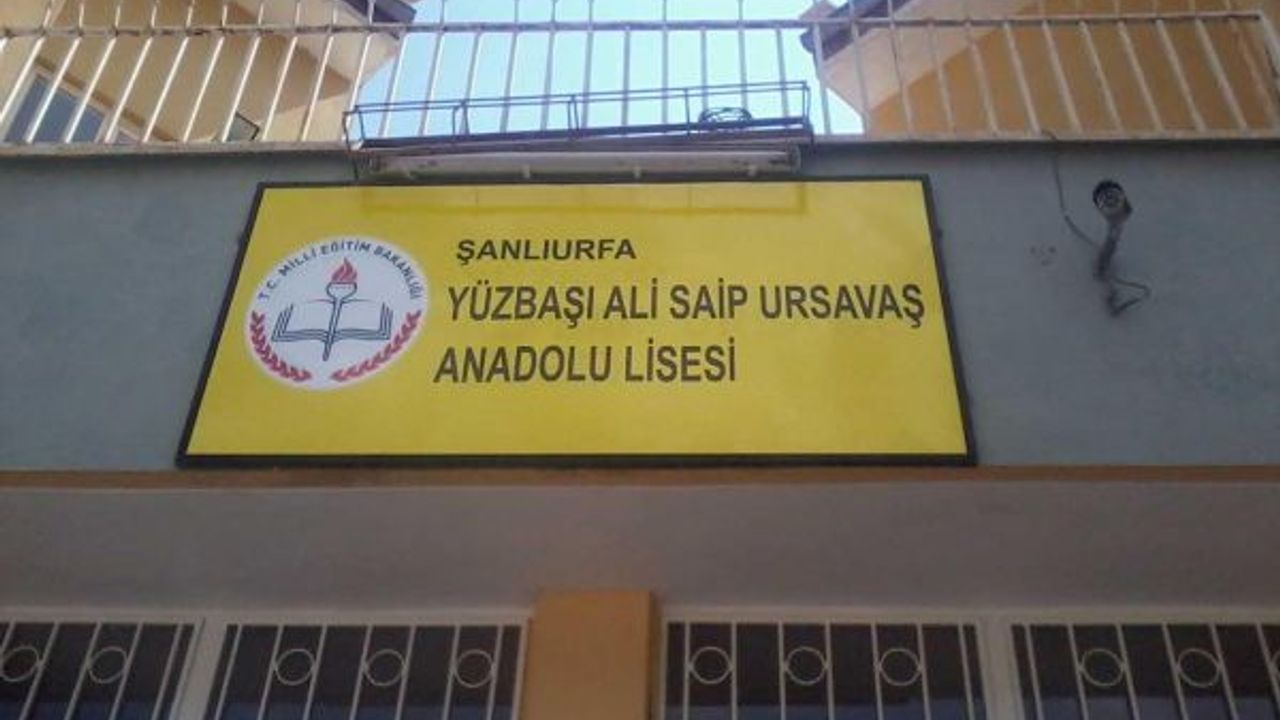 T.C. MİLLİ EĞİTİM BAKANLIĞI
ŞANLIURFA
YÜZBAŞI ALİ SAİP URSAVAŞ
ANADOLU LİSESİ